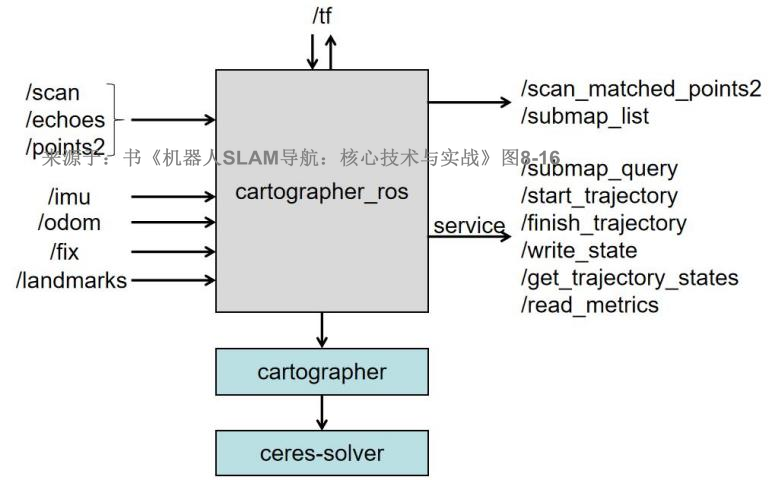 /tf
/scan
/echoes
/points2
来源于：书《机器人SLAM导航：核心技术与实战》图8-16
/imu
/odom
/fix
/landmarks
cartographer_ros
/scan_matched_points2
/submap_list
service
/submap_query
/start_trajectory
/finish_trajectory
/write_state
/get_trajectory_states
/read_metrics
cartographer
ceres-solver